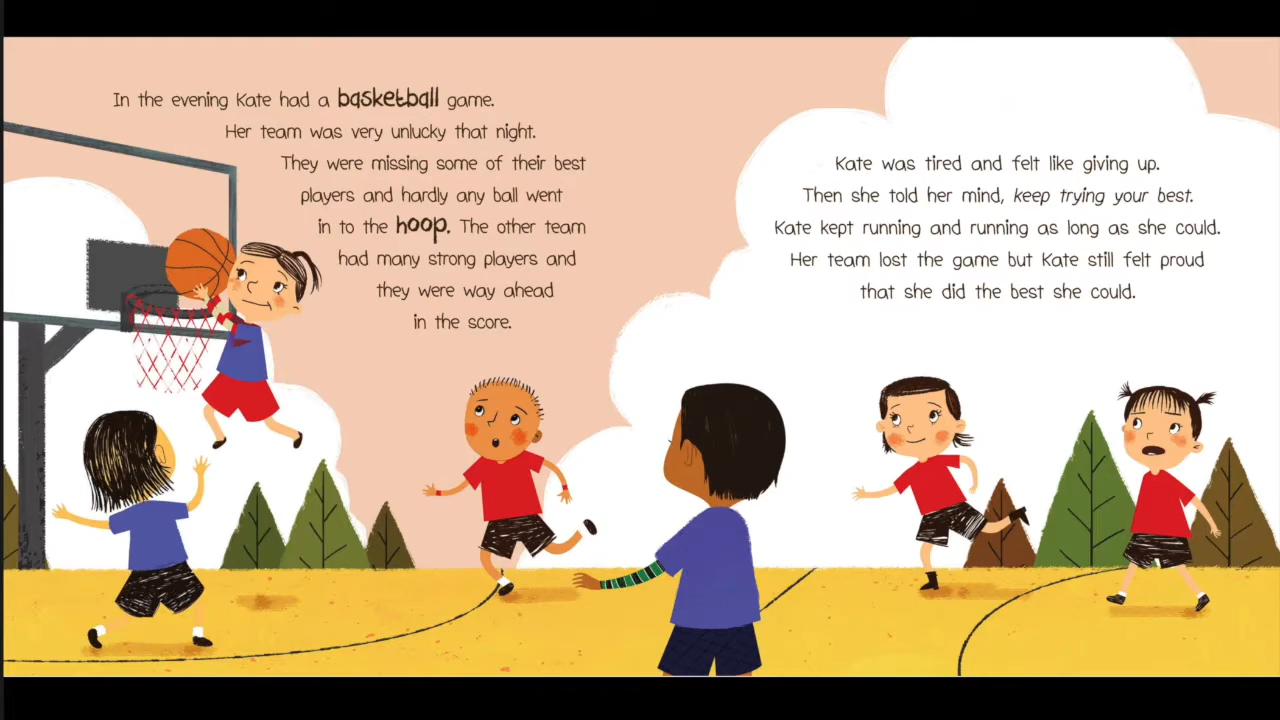 In the evening Kate had a basketball game.
Her team was very unlucky that night.
They were missing some of their best
players and hardly any ball went
in to the hoop. The other team
had many strong players and
they were way ahead
in the score.
Kate was tired and felt like giving up.
Then she told her mind, keep trying your best.
Kate kept running and running as long as she could.
Her team lost the game but Kate still felt proud
that she did the best she could.